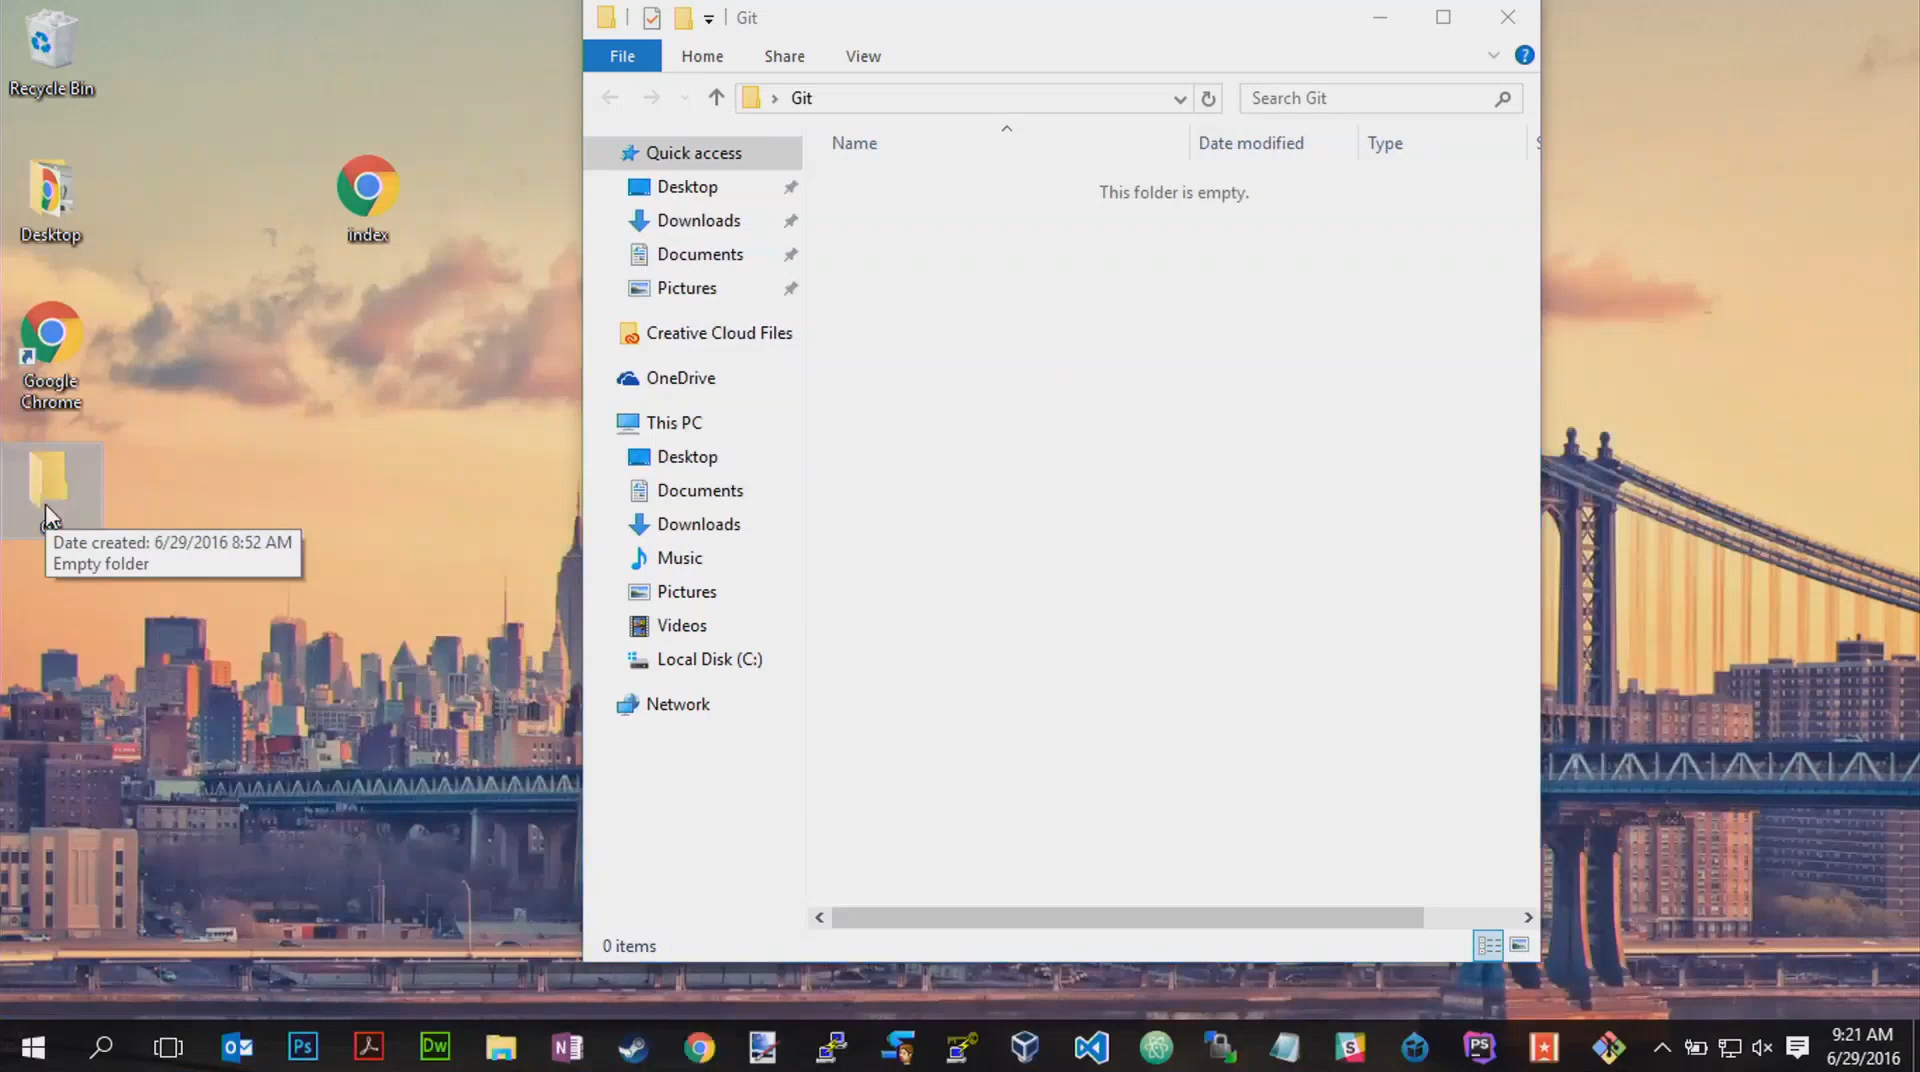 Recycle Bin
Desktop
index
Google
Chrome
Date created: 6/29/2016 8:52 AM
Empty folder
Git
File
Home
Share
View
Git
Search Git
Name
Date modified
Type
This folder is empty.
Quick access
Desktop
Downloads
Documents
Pictures
Creative Cloud Files
OneDrive
This PC
Desktop
Documents
Downloads
Music
Pictures
Videos
Local Disk (C:)
Network
0 items
Ps
Dw
N
S
PS
9:21 AM
6/29/2016